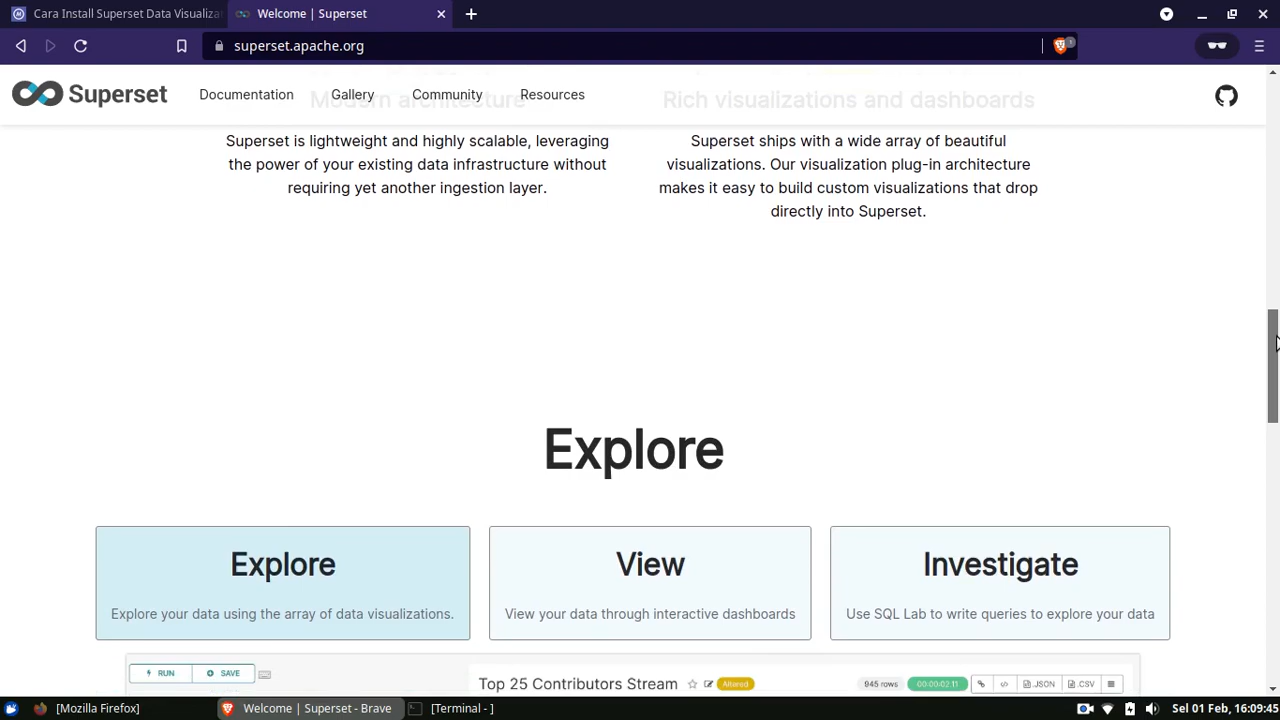 Cara Install Superset Data Visualiza
Welcome | Superset
superset.apache.org
1
Superset
Documentation
Gallery
Community
Resources
Modern architecture
Rich visualizations and dashboards
Superset is lightweight and highly scalable, leveraging
the power of your existing data infrastructure without
requiring yet another ingestion layer.
Superset ships with a wide array of beautiful
visualizations. Our visualization plug-in architecture
makes it easy to build custom visualizations that drop
directly into Superset.
Explore
Explore
Explore your data using the array of data visualizations.
View
View your data through interactive dashboards
Investigate
Use SQL Lab to write queries to explore your data
RUN
SAVE
Top 25 Contributors Stream
Altered
945 rows
00:00:02:11
.JSON
.CSV
[Mozilla Firefox]
Welcome | Superset - Brave
[Terminal - ]
Sel 01 Feb, 16:09:45